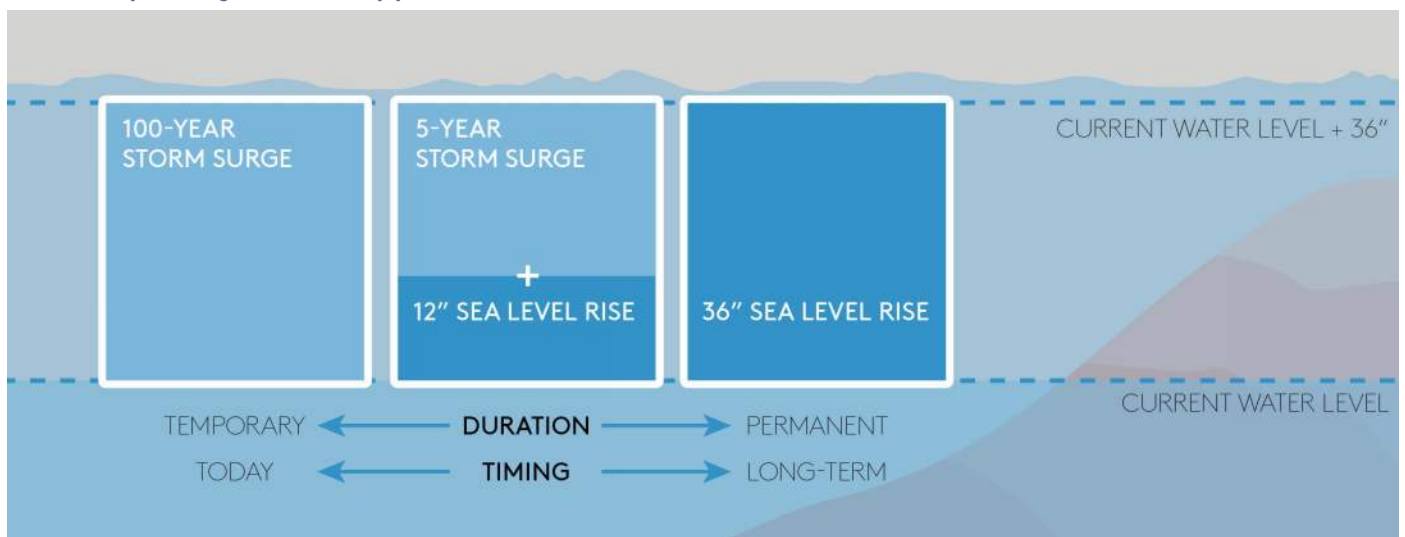 100-YEAR
STORM SURGE
5-YEAR
STORM SURGE
+
12" SEA LEVEL RISE
36" SEA LEVEL RISE
CURRENT WATER LEVEL + 36"
CURRENT WATER LEVEL
TEMPORARY DURATION PERMANENT
TODAY TIMING LONG-TERM